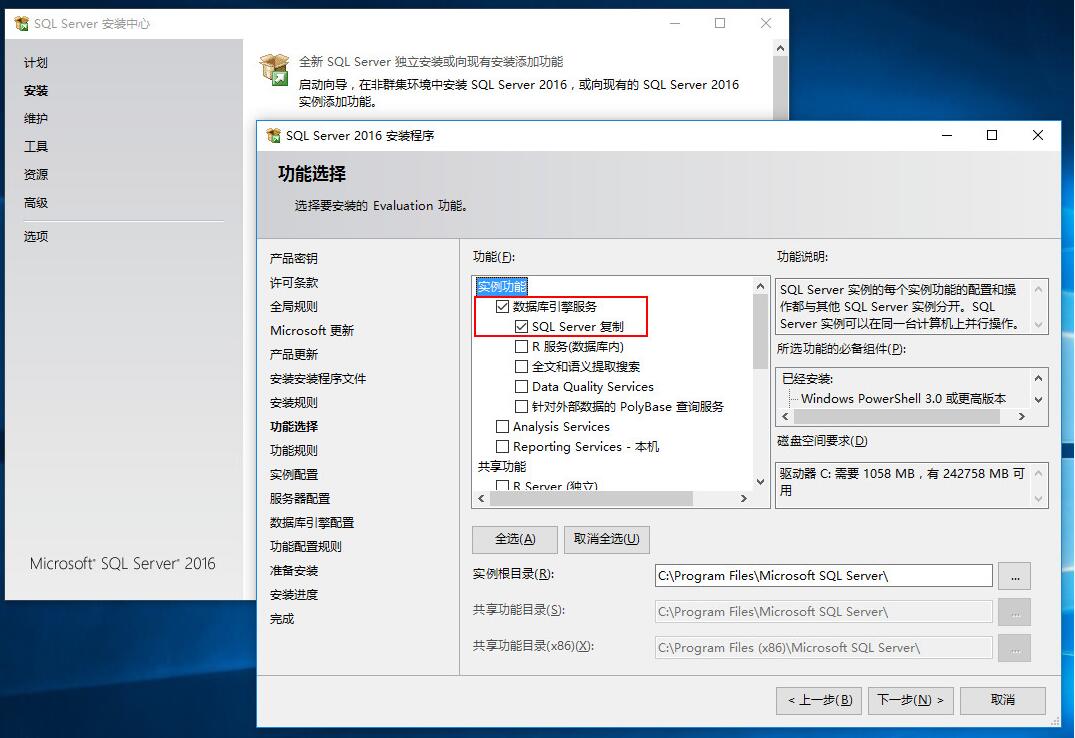 SQL Server 安装中心
计划
安装
维护
工具
资源
高级
选项
Microsoft® SQL Server® 2016
全新 SQL Server 独立安装或向现有安装添加功能
启动向导，在非群集环境中安装 SQL Server 2016，或向现有的 SQL Server 2016
实例添加功能。
SQL Server 2016 安装程序
功能选择
选择要安装的 Evaluation 功能。
产品密钥
许可条款
全局规则
Microsoft 更新
产品更新
安装安装程序文件
安装规则
功能选择
功能规则
实例配置
服务器配置
数据库引擎配置
功能配置规则
准备安装
安装进度
完成
功能(F):
实例功能
数据库引擎服务
SQL Server 复制
R 服务(数据库内)
全文和语义提取搜索
Data Quality Services
针对外部数据的 PolyBase 查询服务
Analysis Services
Reporting Services - 本机
共享功能
R Server (独立)
功能说明:
SQL Server 实例的每个实例功能的配置和操
作都与其他 SQL Server 实例分开。SQL
Server 实例可以在同一台计算机上并行操作。
所选功能的必备组件(P):
已经安装:
Windows PowerShell 3.0 或更高版本
磁盘空间要求(D)
驱动器 C: 需要 1058 MB，有 242758 MB 可
用
全选(A)
取消全选(U)
实例根目录(R):
C:\Program Files\Microsoft SQL Server\
...
共享功能目录(S):
C:\Program Files\Microsoft SQL Server\
...
共享功能目录(x86)(X):
C:\Program Files (x86)\Microsoft SQL Server\
...
< 上一步(B)
下一步(N) >
取消